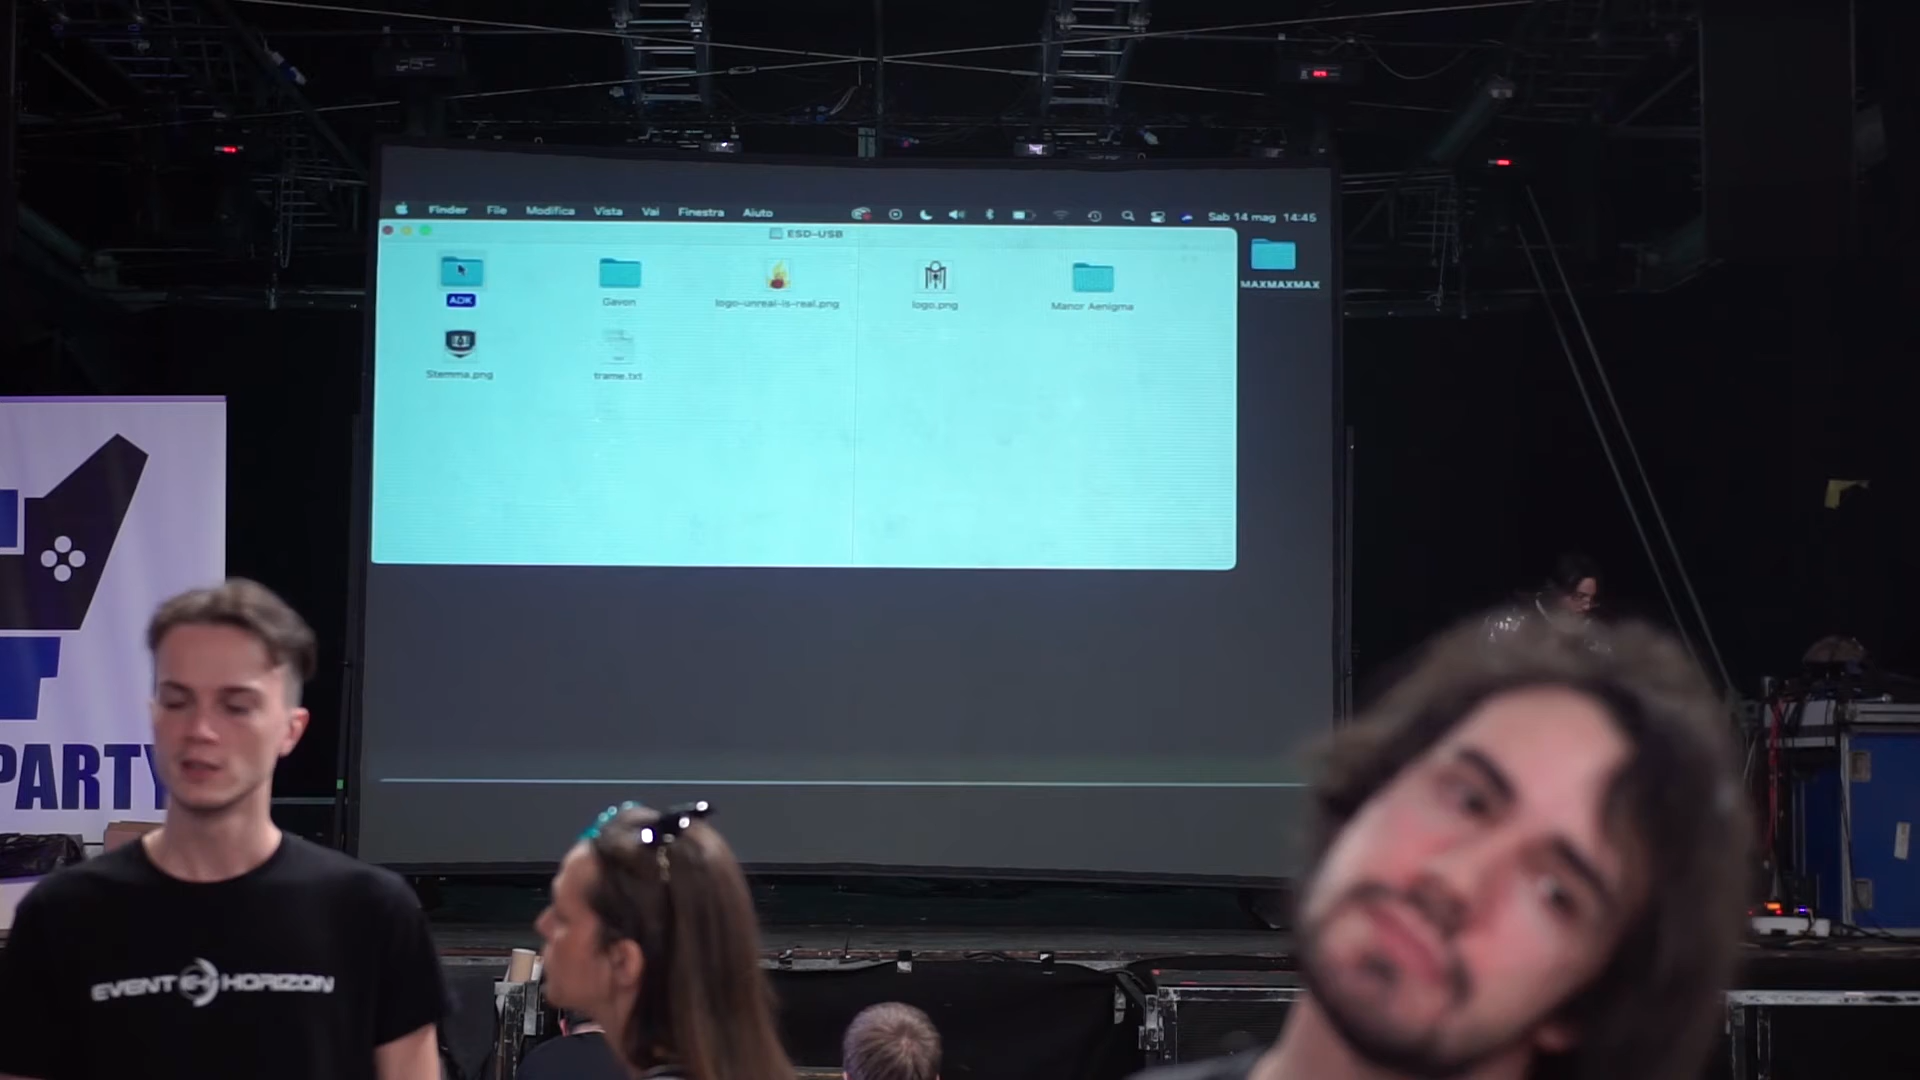 Finder File Modifica Vista Vai Finestra Aiuto Sab 14 mag 14:45
ESD-USB
ADK Gavon logo-unreal-is-real.png logo.png Manor Aenigma MAXMAXMAX
Stemma.png trame.txt
PARTY
EVENT HORIZON